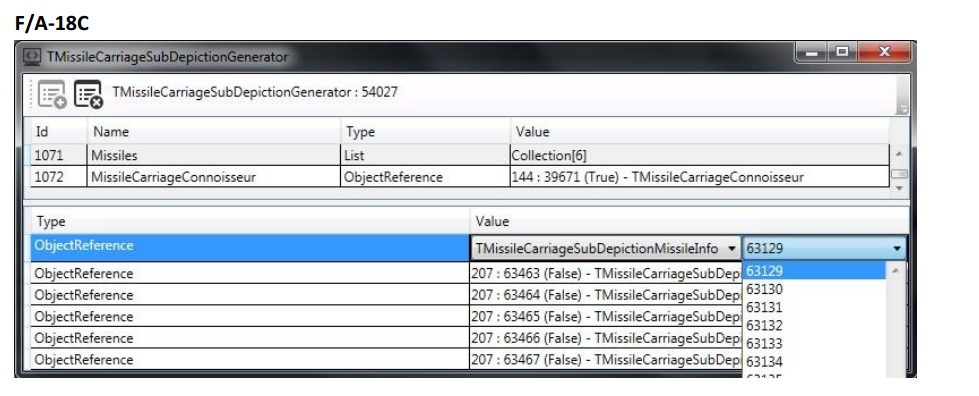 F/A-18C
TMissileCarriageSubDepictionGenerator
TMissileCarriageSubDepictionGenerator : 54027
Id Name Type Value
1071 Missiles List Collection[6]
1072 MissileCarriageConnoisseur ObjectReference 144 : 39671 (True) - TMissileCarriageConnoisseur
Type Value
ObjectReference TMissileCarriageSubDepictionMissileInfo 63129
ObjectReference 207 : 63463 (False) - TMissileCarriageSubDep 63129
ObjectReference 207 : 63464 (False) - TMissileCarriageSubDep 63130
63131
ObjectReference 207 : 63465 (False) - TMissileCarriageSubDep 63132
ObjectReference 207 : 63466 (False) - TMissileCarriageSubDep 63133
ObjectReference 207 : 63467 (False) - TMissileCarriageSubDep 63134